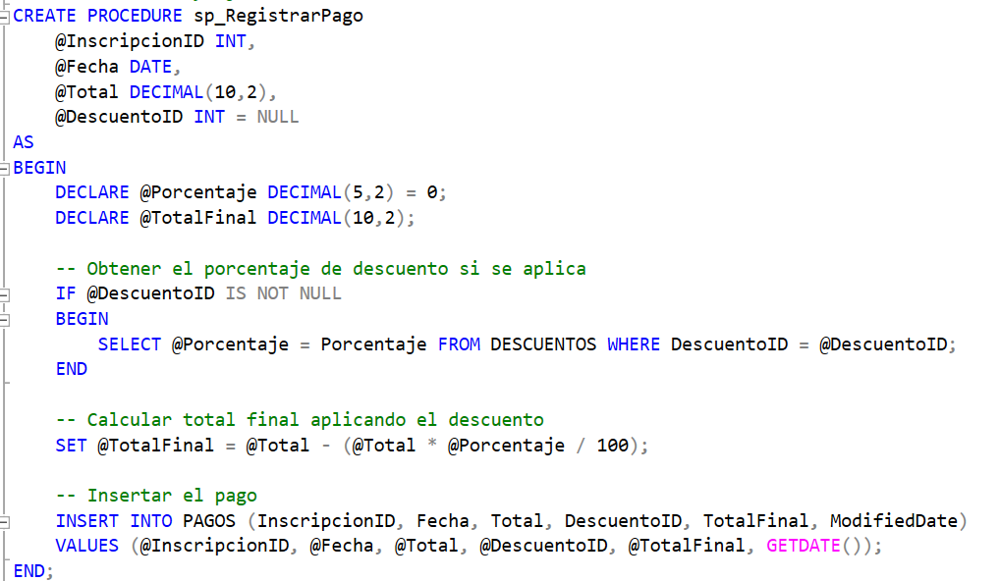 CREATE PROCEDURE sp_RegistrarPago
    @InscripcionID INT,
    @Fecha DATE,
    @Total DECIMAL(10,2),
    @DescuentoID INT = NULL
AS
BEGIN
    DECLARE @Porcentaje DECIMAL(5,2) = 0;
    DECLARE @TotalFinal DECIMAL(10,2);
    -- Obtener el porcentaje de descuento si se aplica
    IF @DescuentoID IS NOT NULL
    BEGIN
        SELECT @Porcentaje = Porcentaje FROM DESCUENTOS WHERE DescuentoID = @DescuentoID;
    END
    -- Calcular total final aplicando el descuento
    SET @TotalFinal = @Total - (@Total * @Porcentaje / 100);
    -- Insertar el pago
    INSERT INTO PAGOS (InscripcionID, Fecha, Total, DescuentoID, TotalFinal, ModifiedDate)
    VALUES (@InscripcionID, @Fecha, @Total, @DescuentoID, @TotalFinal, GETDATE());
END;